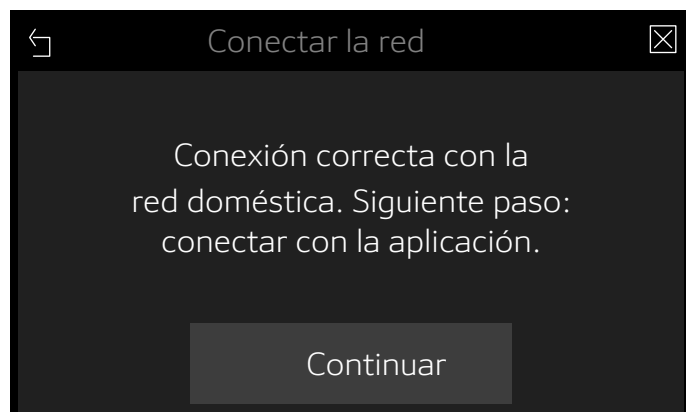 Conectar la red
Conexión correcta con la
red doméstica. Siguiente paso:
conectar con la aplicación.
Continuar